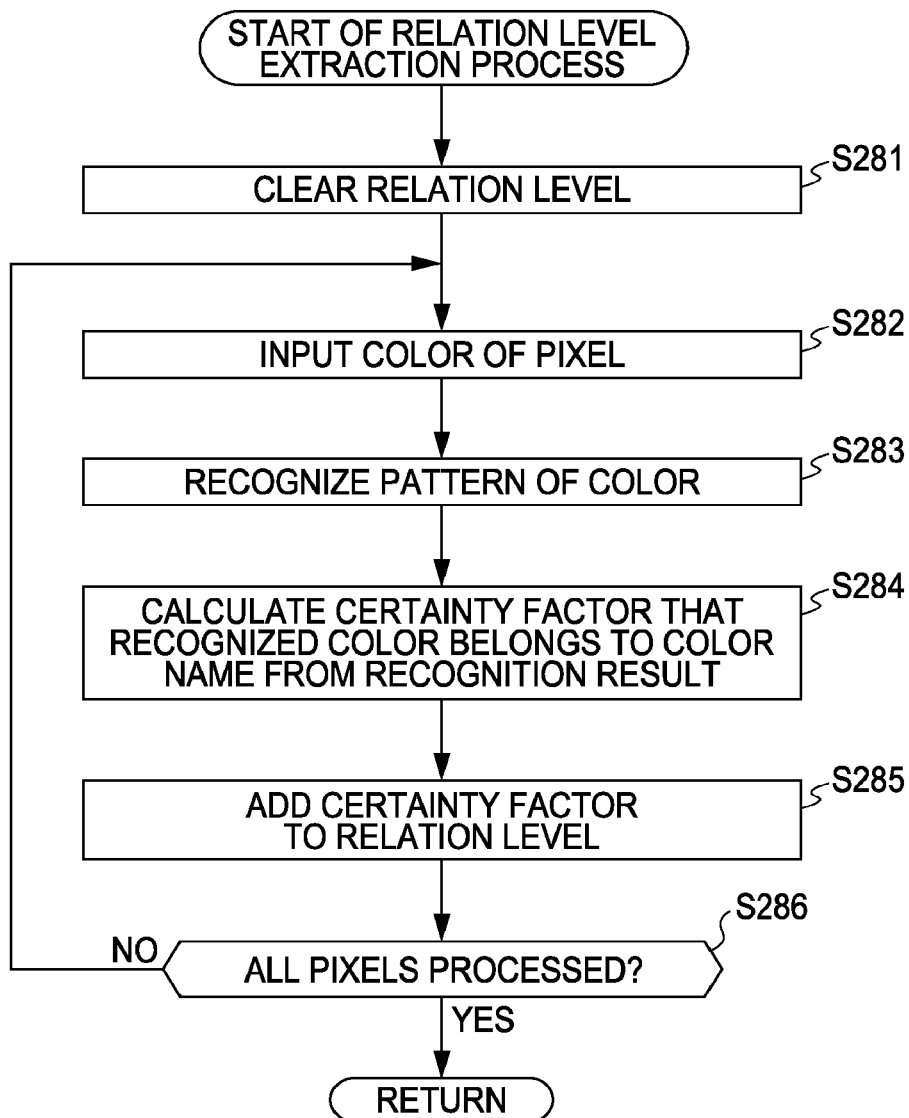 START OF RELATION LEVEL
EXTRACTION PROCESS
S281
CLEAR RELATION LEVEL
S282
INPUT COLOR OF PIXEL
S283
RECOGNIZE PATTERN OF COLOR
S284
CALCULATE CERTAINTY FACTOR THAT
RECOGNIZED COLOR BELONGS TO COLOR
NAME FROM RECOGNITION RESULT
S285
ADD CERTAINTY FACTOR
TO RELATION LEVEL
S286
NO
ALL PIXELS PROCESSED?
YES
RETURN